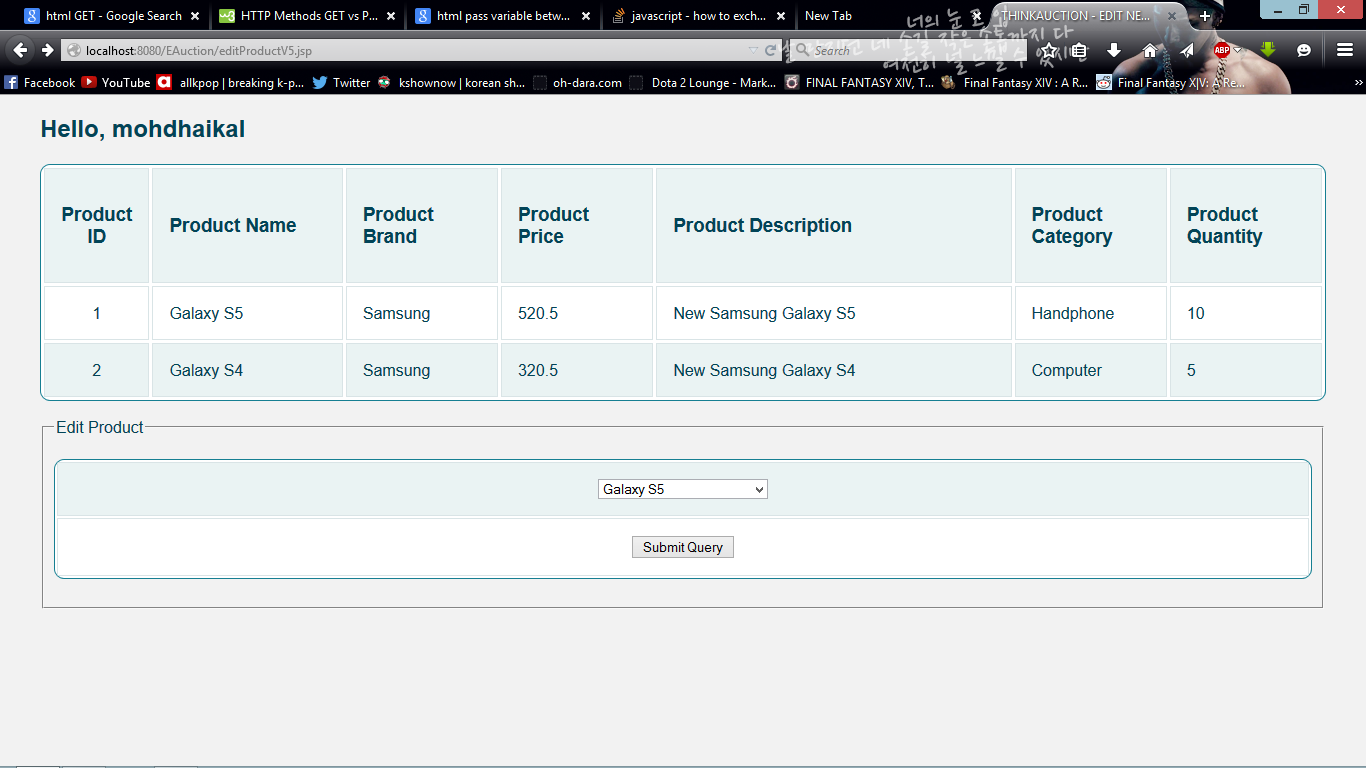 html GET - Google Search
HTTP Methods GET vs P...
html pass variable betw...
javascript - how to exch...
New Tab
THINKAUCTION - EDIT NE...
localhost:8080/EAuction/editProductV5.jsp
Search
ABP
Facebook
YouTube
allkpop | breaking k-p...
Twitter
kshownow | korean sh...
oh-dara.com
Dota 2 Lounge - Mark...
FINAL FANTASY XIV, T...
Final Fantasy XIV : A R...
Final Fantasy XIV: A Re...
Hello, mohdhaikal
Product ID Product Name Product Brand Product Price Product Description Product Category Product Quantity
1 Galaxy S5 Samsung 520.5 New Samsung Galaxy S5 Handphone 10
2 Galaxy S4 Samsung 320.5 New Samsung Galaxy S4 Computer 5
Edit Product
Galaxy S5
Submit Query